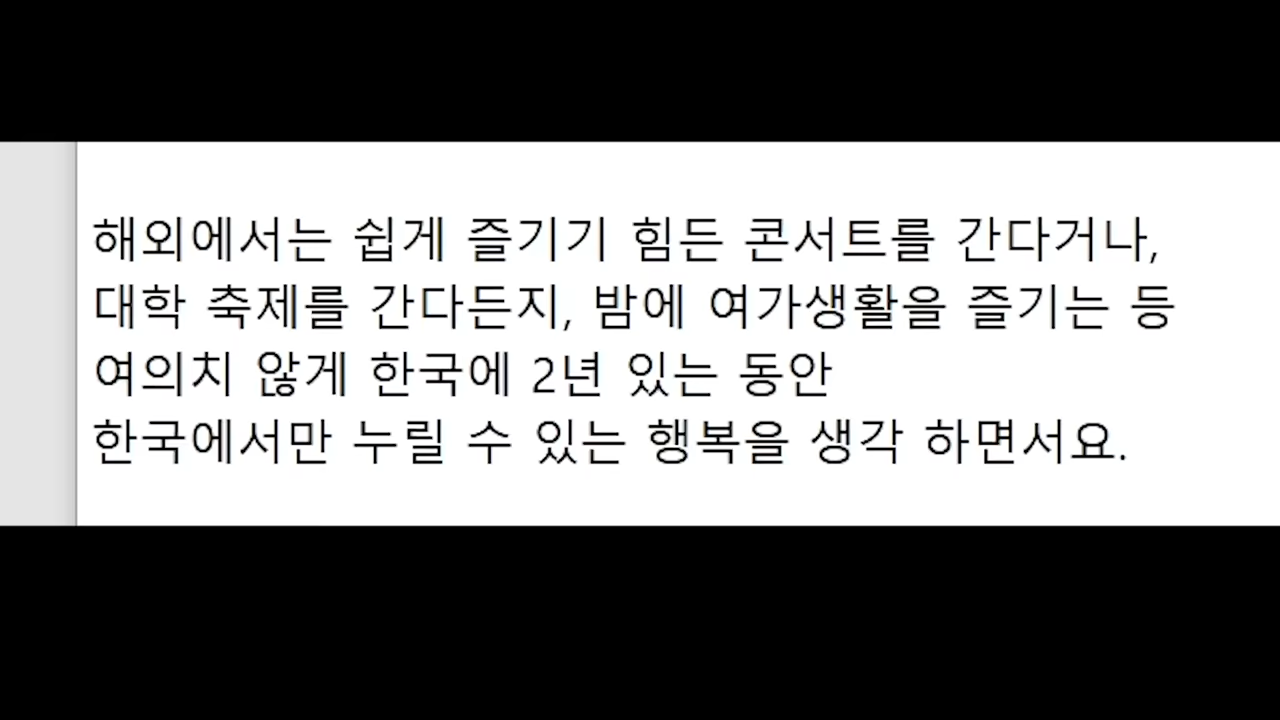 해외에서는 쉽게 즐기기 힘든 콘서트를 간다거나,
대학 축제를 간다든지, 밤에 여가생활을 즐기는 등
여의치 않게 한국에 2년 있는 동안
한국에서만 누릴 수 있는 행복을 생각 하면서요.